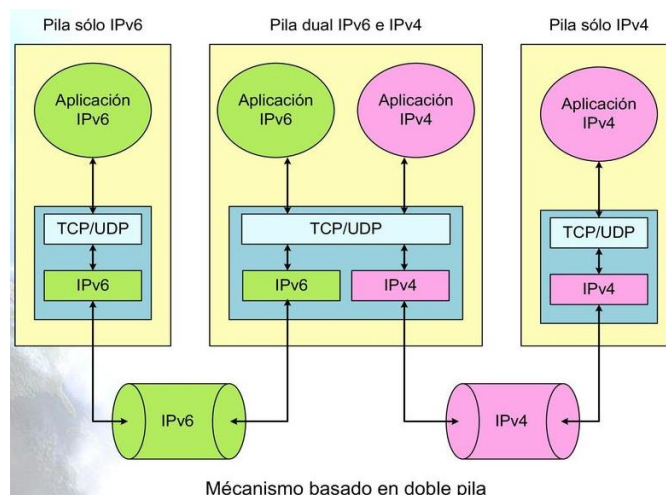 Pila sólo IPv6
Pila dual IPv6 e IPv4
Pila sólo IPv4
Aplicación
IPv6
Aplicación
IPv6
Aplicación
IPv4
Aplicación
IPv4
TCP/UDP
TCP/UDP
TCP/UDP
IPv6
IPv6
IPv4
IPv4
IPv6
IPv4
Mécanismo basado en doble pila